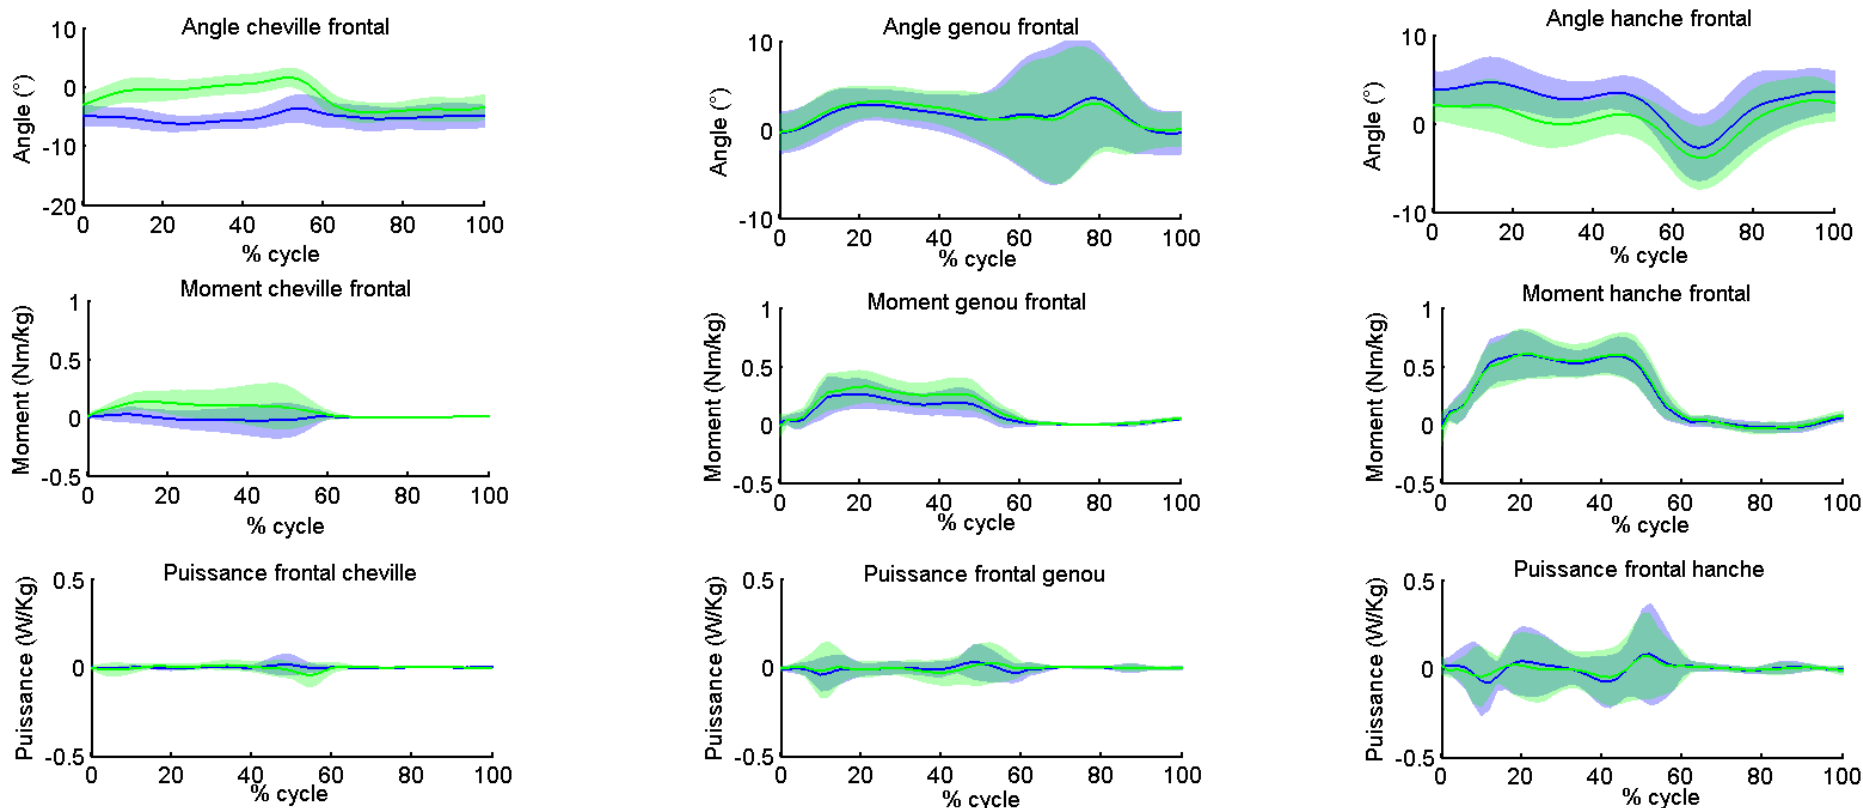 Angle cheville frontal
Angle genou frontal
Angle hanche frontal
10
0
-10
-20
Angle (°)
0 20 40 60 80 100
% cycle
10
0
-10
Angle (°)
0 20 40 60 80 100
% cycle
10
0
-10
Angle (°)
0 20 40 60 80 100
% cycle
Moment cheville frontal
Moment genou frontal
Moment hanche frontal
1
0.5
0
-0.5
Moment (Nm/kg)
0 20 40 60 80 100
% cycle
1
0.5
0
-0.5
Moment (Nm/kg)
0 20 40 60 80 100
% cycle
1
0.5
0
-0.5
Moment (Nm/kg)
0 20 40 60 80 100
% cycle
Puissance frontal cheville
Puissance frontal genou
Puissance frontal hanche
0.5
0
-0.5
Puissance (W/Kg)
0 20 40 60 80 100
% cycle
0.5
0
-0.5
Puissance (W/Kg)
0 20 40 60 80 100
% cycle
0.5
0
-0.5
Puissance (W/Kg)
0 20 40 60 80 100
% cycle